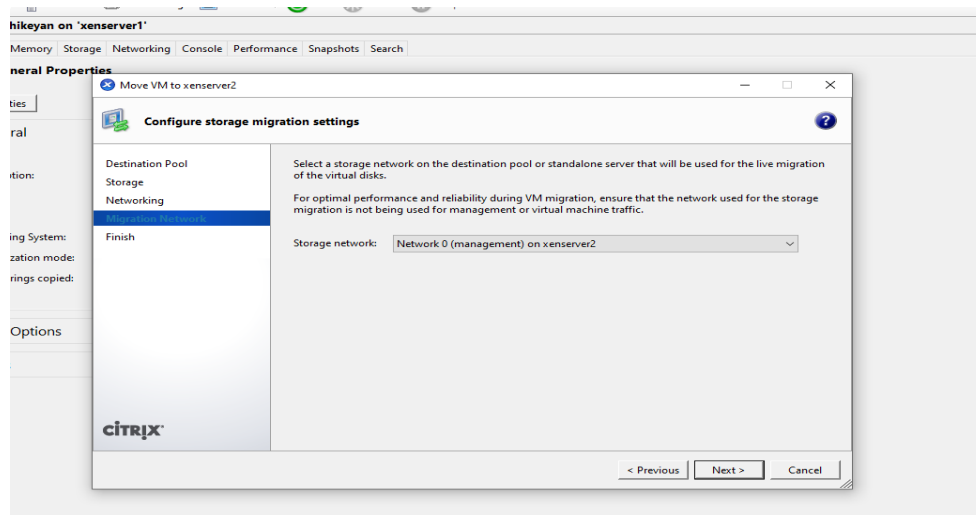 hikeyan on 'xenserver1'
Memory Storage Networking Console Performance Snapshots Search
neral Properties
Move VM to xenserver2
ties
Configure storage migration settings
ral
Destination Pool
Select a storage network on the destination pool or standalone server that will be used for the live migration
of the virtual disks.
tion:
Storage
For optimal performance and reliability during VM migration, ensure that the network used for the storage
migration is not being used for management or virtual machine traffic.
Networking
Migration Network
ing System:
Finish
Storage network: Network 0 (management) on xenserver2
zation mode:
rings copied:
Options
CİTRIX
< Previous Next > Cancel